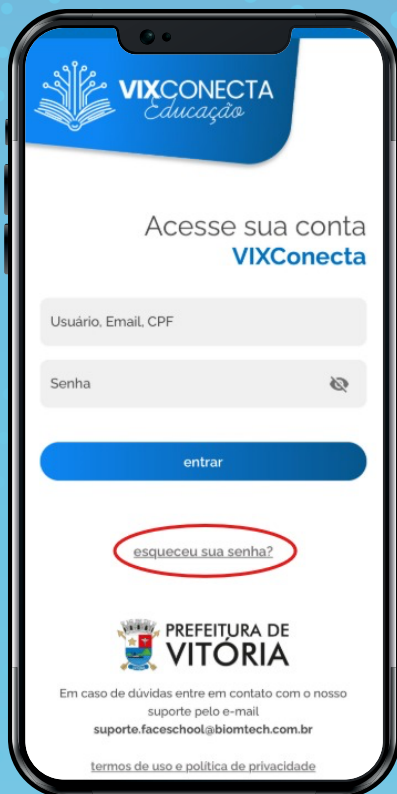 VIXCONECTA
Educação
Acesse sua conta
VIXConecta
Usuário, Email, CPF
Senha
entrar
esqueceu sua senha?
PREFEITURA DE
VITÓRIA
Em caso de dúvidas entre em contato com o nosso
suporte pelo e-mail
suporte.faceschool@biomtech.com.br
termos de uso e política de privacidade